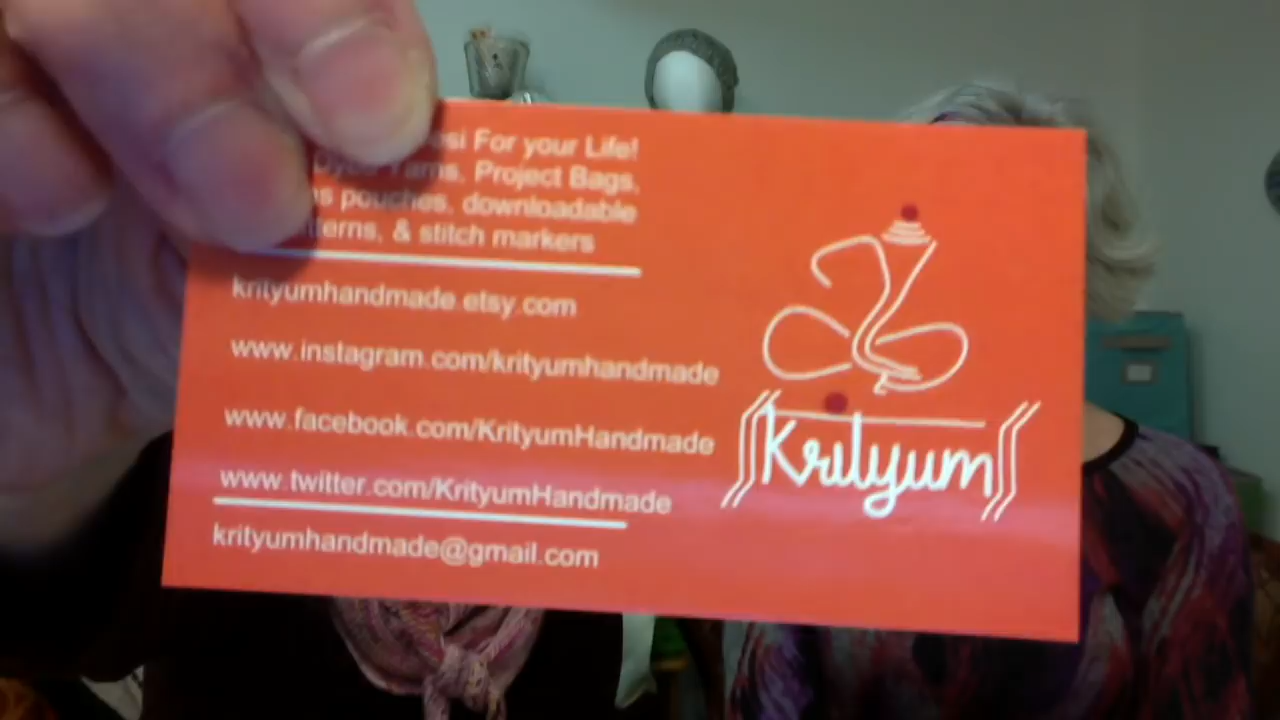 For your Life!
Yarns, Project Bags,
pouches, downloadable
& stitch markers
krityumhandmade.etsy.com
www.instagram.com/krityumhandmade
www.facebook.com/KrityumHandmade
www.twitter.com/KrityumHandmade
krityumhandmade@gmail.com
Krityum